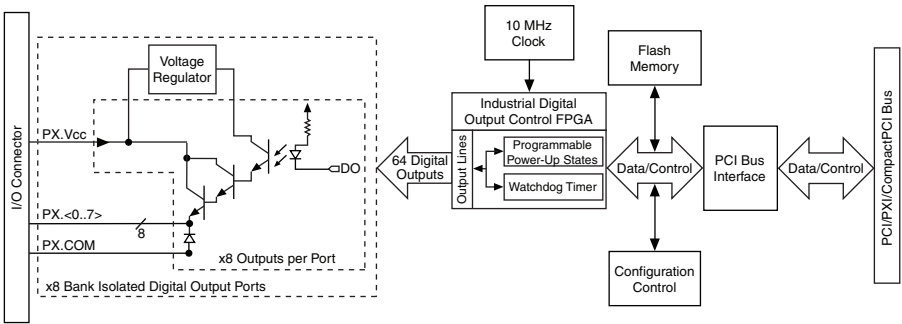 I/O Connector
Voltage
Regulator
PX.Vcc
DO
PX.<0..7>
8
PX.COM
x8 Outputs per Port
x8 Bank Isolated Digital Output Ports
64 Digital
Outputs
10 MHz
Clock
Industrial Digital
Output Control FPGA
Output Lines
Programmable
Power-Up States
Watchdog Timer
Flash
Memory
Data/Control
Configuration
Control
PCI Bus
Interface
Data/Control
PCI/PXI/CompactPCI Bus